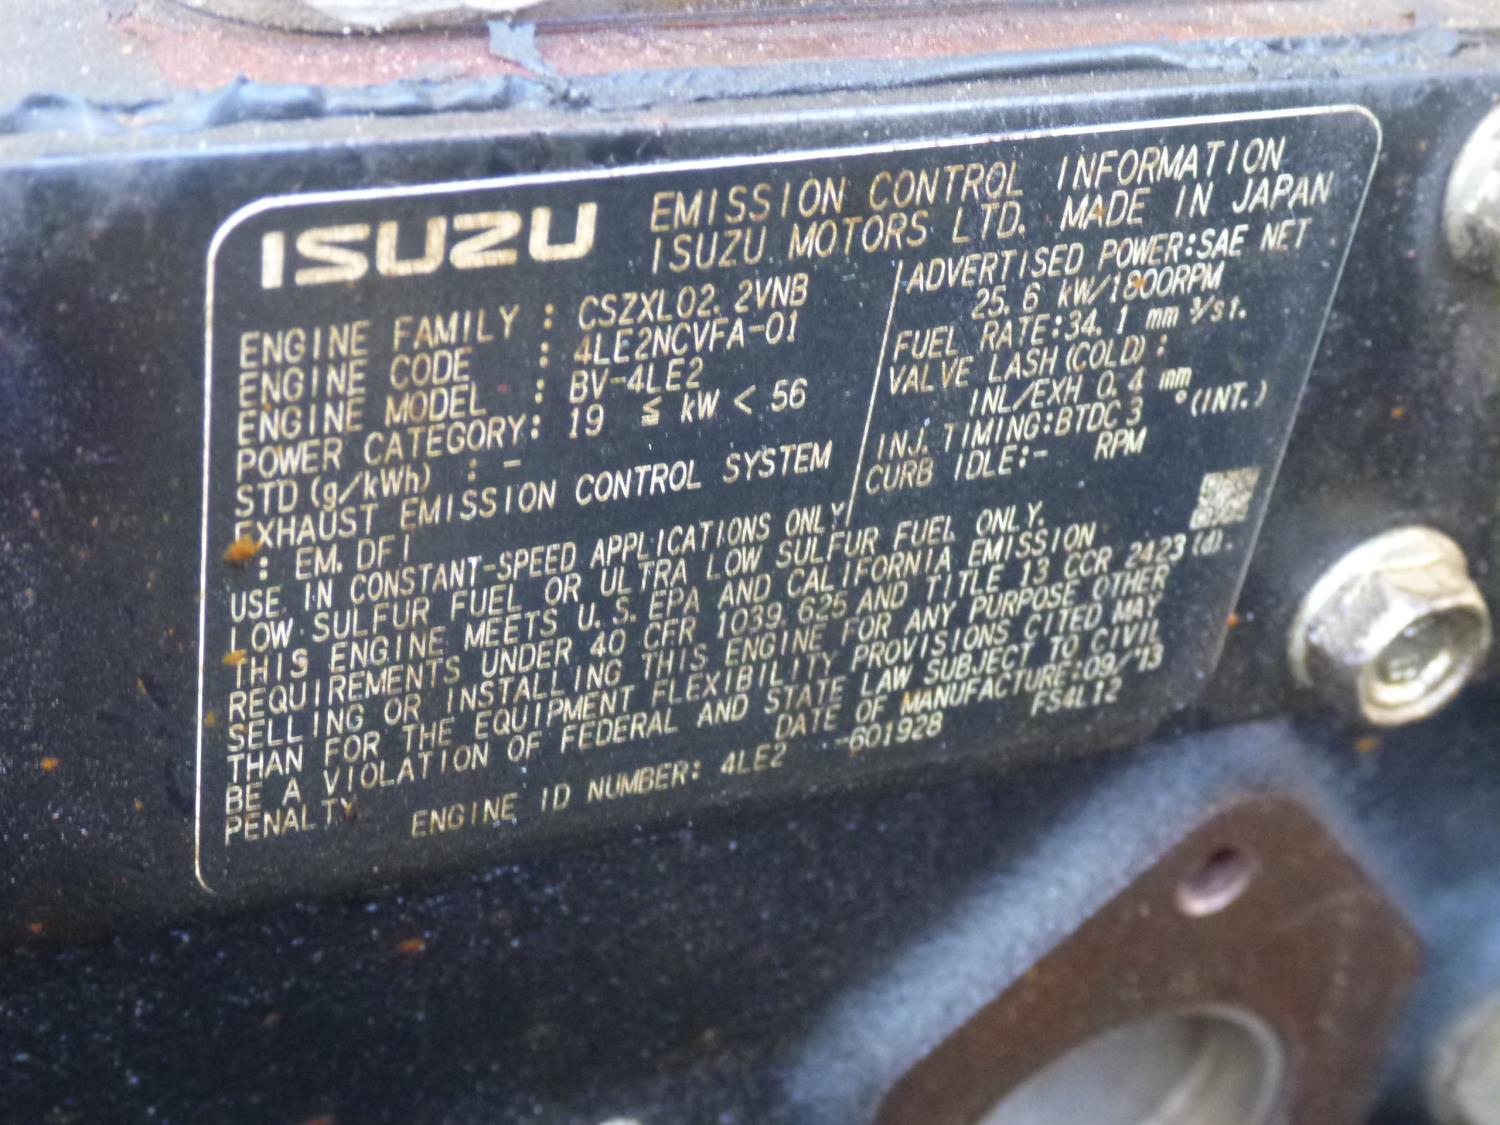 ISUZU
EMISSION CONTROL INFORMATION
ISUZU MOTORS LTD. MADE IN JAPAN
ENGINE FAMILY : CSZXL02.2VNB
ENGINE CODE : 4LE2NCVFA-01
ENGINE MODEL : BV-4LE2
POWER CATEGORY: 19 ≦ kW < 56
STD (g/kWh) : -
EXHAUST EMISSION CONTROL SYSTEM
: EM. DFI
ADVERTISED POWER:SAE NET
25.6 kW/1800RPM
FUEL RATE:34.1 mm³/st.
VALVE LASH(COLD) :
INL/EXH 0.4 mm
INJ. TIMING:BTDC 3 °(INT.)
CURB IDLE:- RPM
USE IN CONSTANT-SPEED APPLICATIONS ONLY
LOW SULFUR FUEL OR ULTRA LOW SULFUR FUEL ONLY.
THIS ENGINE MEETS U.S. EPA AND CALIFORNIA EMISSION
REQUIREMENTS UNDER 40 CFR 1039.625 AND TITLE 13 CCR 2423 (d).
SELLING OR INSTALLING THIS ENGINE FOR ANY PURPOSE OTHER
THAN FOR THE EQUIPMENT FLEXIBILITY PROVISIONS CITED MAY
BE A VIOLATION OF FEDERAL AND STATE LAW SUBJECT TO CIVIL
PENALTY
DATE OF MANUFACTURE:09/'13
ENGINE ID NUMBER: 4LE2 -601928
FS4L12